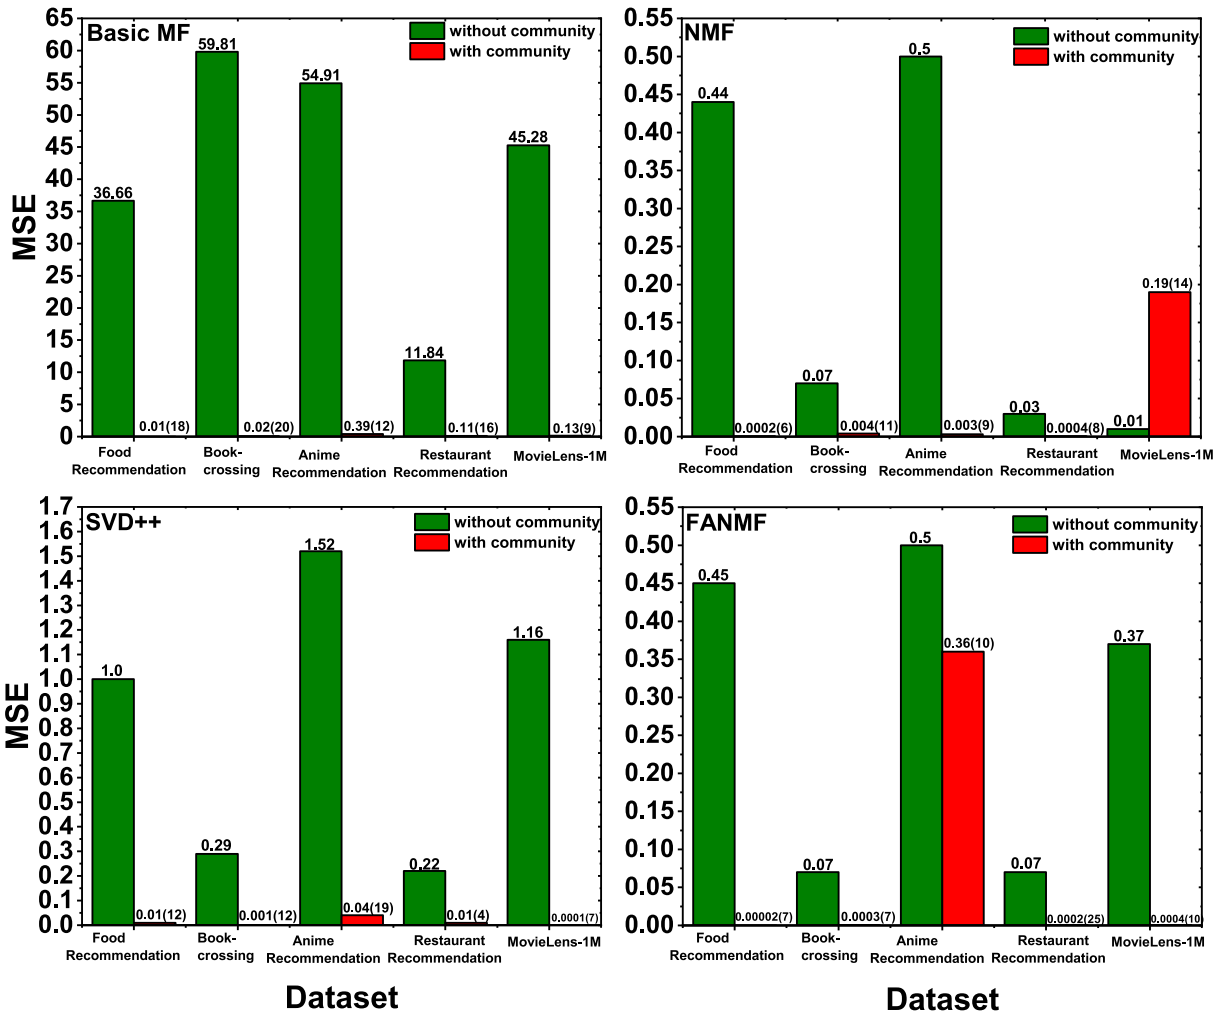 Basic MF
without community
with community
MSE
65
60
55
50
45
40
35
30
25
20
15
10
5
0
36.66
0.01(18)
59.81
0.02(20)
54.91
0.39(12)
11.84
0.11(16)
45.28
0.13(9)
Food
Recommendation
Book-
crossing
Anime
Recommendation
Restaurant
Recommendation
MovieLens-1M
NMF
without community
with community
0.55
0.50
0.45
0.40
0.35
0.30
0.25
0.20
0.15
0.10
0.05
0.00
0.44
0.0002(6)
0.07
0.004(11)
0.5
0.003(9)
0.03
0.0004(8)
0.01
0.19(14)
Food
Recommendation
Book-
crossing
Anime
Recommendation
Restaurant
Recommendation
MovieLens-1M
SVD++
without community
with community
MSE
1.7
1.6
1.5
1.4
1.3
1.2
1.1
1.0
0.9
0.8
0.7
0.6
0.5
0.4
0.3
0.2
0.1
0.0
1.0
0.01(12)
0.29
0.001(12)
1.52
0.04(19)
0.22
0.01(4)
1.16
0.0001(7)
Food
Recommendation
Book-
crossing
Anime
Recommendation
Restaurant
Recommendation
MovieLens-1M
Dataset
FANMF
without community
with community
0.55
0.50
0.45
0.40
0.35
0.30
0.25
0.20
0.15
0.10
0.05
0.00
0.45
0.00002(7)
0.07
0.0003(7)
0.5
0.36(10)
0.07
0.0002(25)
0.37
0.0004(10)
Food
Recommendation
Book-
crossing
Anime
Recommendation
Restaurant
Recommendation
MovieLens-1M
Dataset